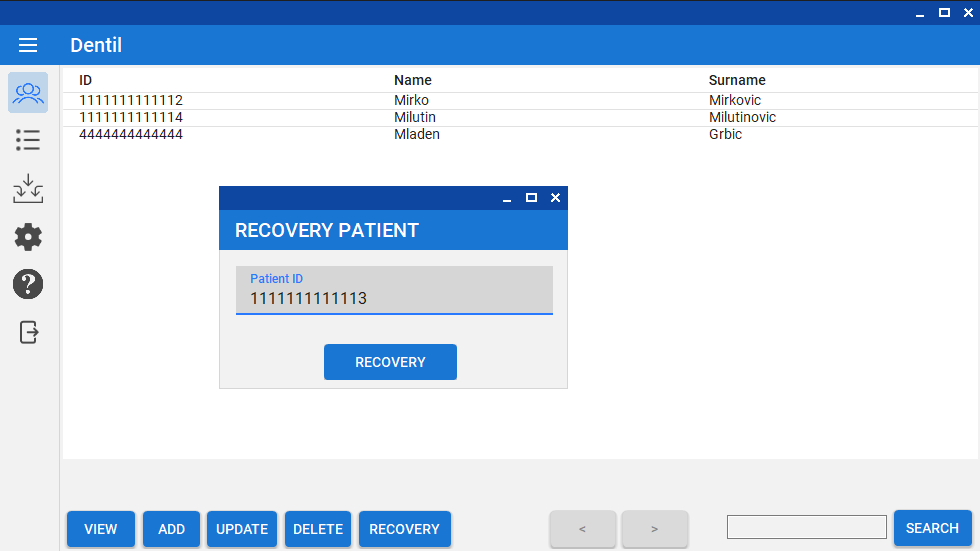 Dentil
ID Name Surname
1111111111112 Mirko Mirkovic
1111111111114 Milutin Milutinovic
4444444444444 Mladen Grbic
RECOVERY PATIENT
Patient ID
1111111111113
RECOVERY
VIEW ADD UPDATE DELETE RECOVERY < > SEARCH